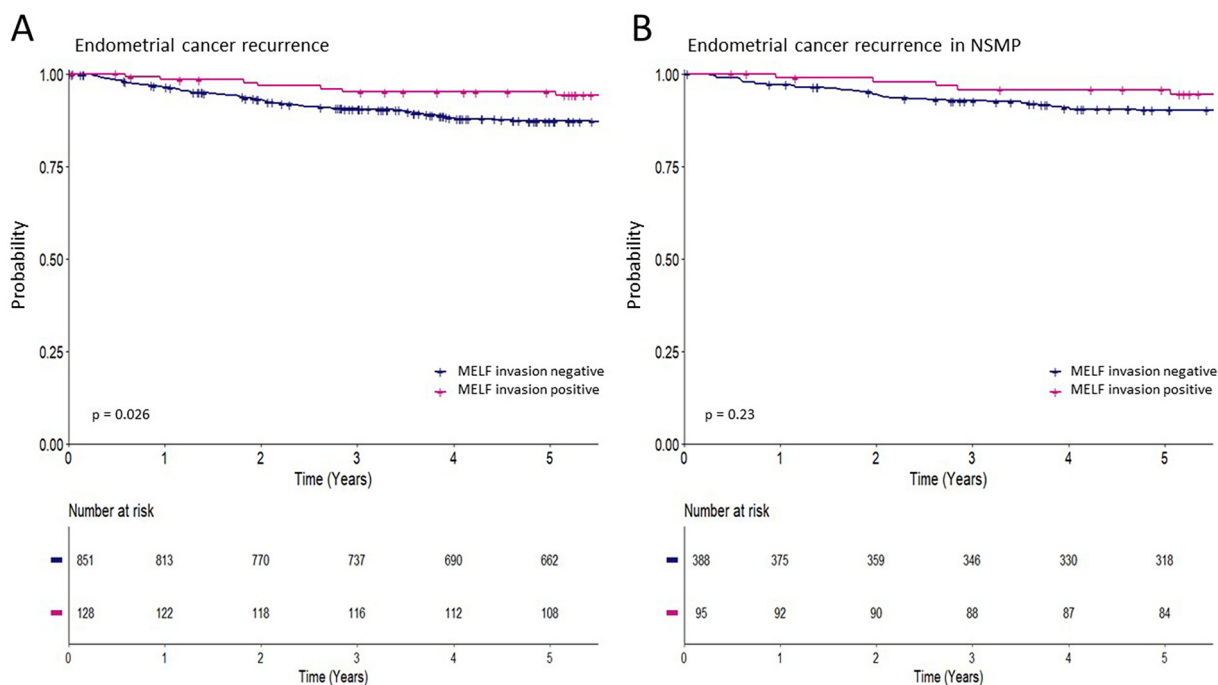 A
Endometrial cancer recurrence
1.00
0.75
0.50
0.25
0.00
Probability
MELF invasion negative
MELF invasion positive
p = 0.026
0 1 2 3 4 5
Time (Years)
Number at risk
851 813 770 737 690 662
128 122 118 116 112 108
0 1 2 3 4 5
Time (Years)
B
Endometrial cancer recurrence in NSMP
1.00
0.75
0.50
0.25
0.00
Probability
MELF invasion negative
MELF invasion positive
p = 0.23
0 1 2 3 4 5
Time (Years)
Number at risk
388 375 359 346 330 318
95 92 90 88 87 84
0 1 2 3 4 5
Time (Years)